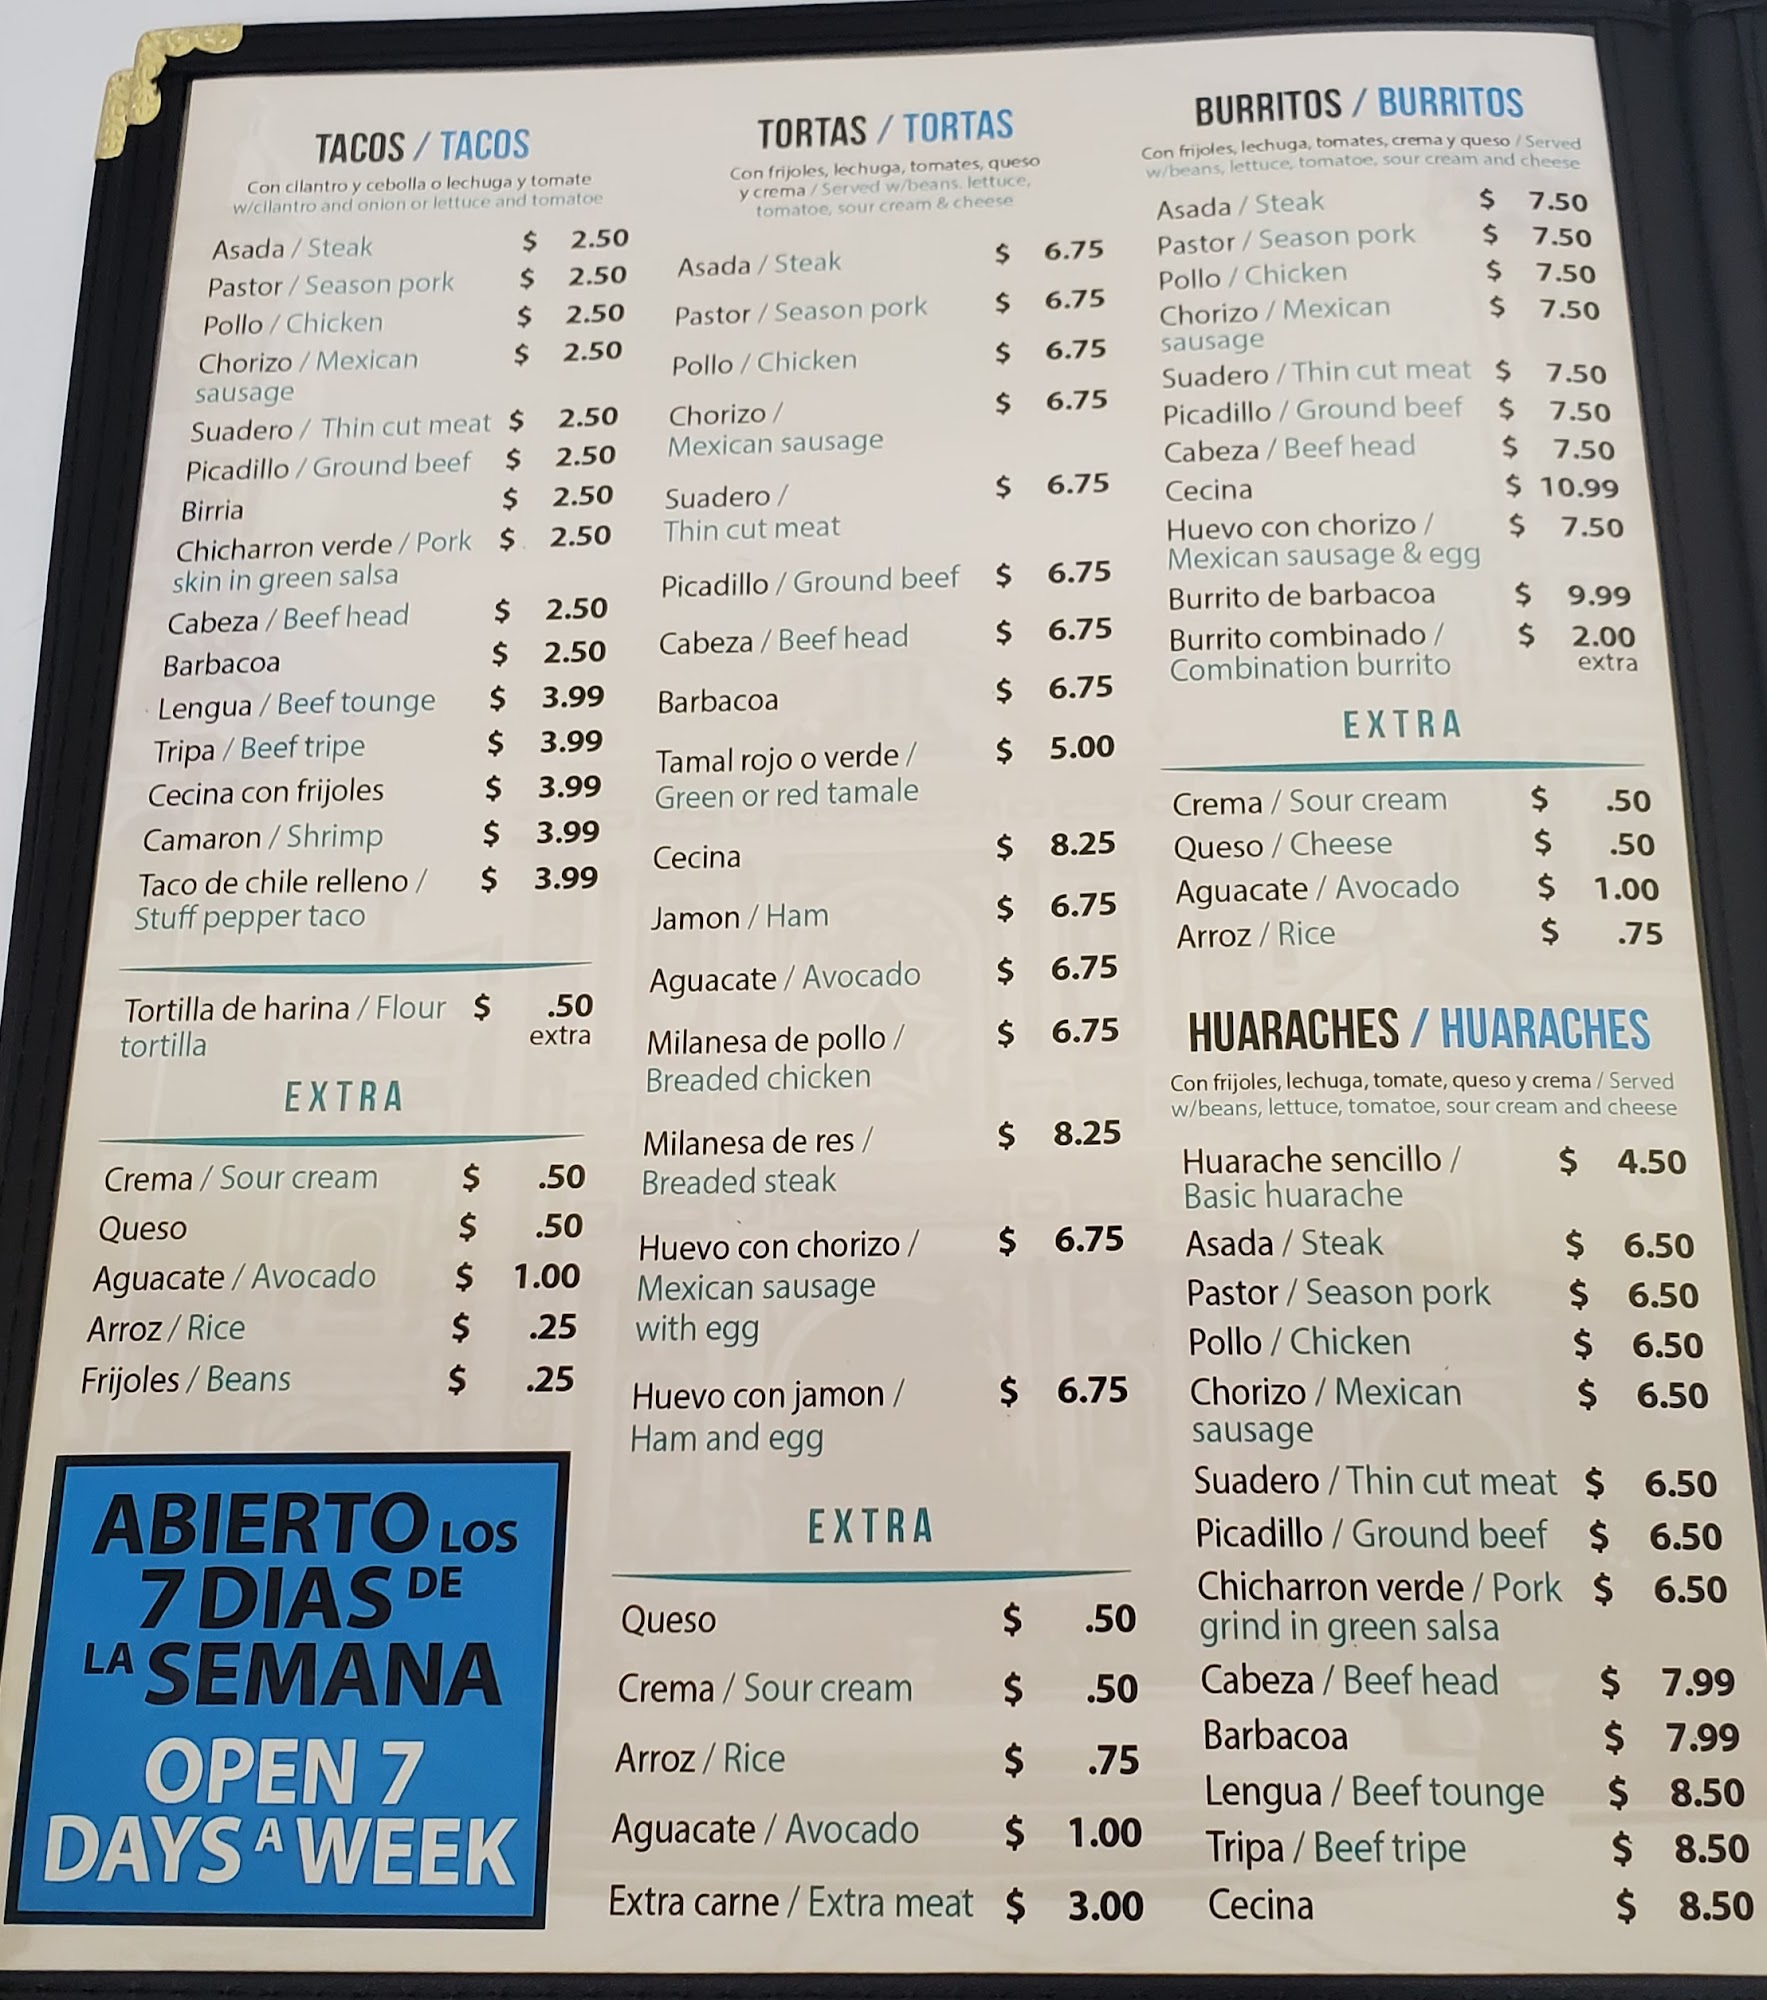 TACOS / TACOS
Con cilantro y cebolla o lechuga y tomate
w/cilantro and onion or lettuce and tomatoe
Asada / Steak $ 2.50
Pastor / Season pork $ 2.50
Pollo / Chicken $ 2.50
Chorizo / Mexican $ 2.50
sausage
Suadero / Thin cut meat $ 2.50
Picadillo / Ground beef $ 2.50
Birria $ 2.50
Chicharron verde / Pork $ 2.50
skin in green salsa
Cabeza / Beef head $ 2.50
Barbacoa $ 2.50
Lengua / Beef tounge $ 3.99
Tripa / Beef tripe $ 3.99
Cecina con frijoles $ 3.99
Camaron / Shrimp $ 3.99
Taco de chile relleno / $ 3.99
Stuff pepper taco
Tortilla de harina / Flour $ .50
tortilla extra
EXTRA
Crema / Sour cream $ .50
Queso $ .50
Aguacate / Avocado $ 1.00
Arroz / Rice $ .25
Frijoles / Beans $ .25
ABIERTO LOS
7 DIAS DE
LA SEMANA
OPEN 7
DAYS A WEEK
TORTAS / TORTAS
Con frijoles, lechuga, tomates, queso
y crema / Served w/beans. lettuce,
tomatoe, sour cream & cheese
Asada / Steak $ 6.75
Pastor / Season pork $ 6.75
Pollo / Chicken $ 6.75
Chorizo / $ 6.75
Mexican sausage
Suadero / $ 6.75
Thin cut meat
Picadillo / Ground beef $ 6.75
Cabeza / Beef head $ 6.75
Barbacoa $ 6.75
Tamal rojo o verde / $ 5.00
Green or red tamale
Cecina $ 8.25
Jamon / Ham $ 6.75
Aguacate / Avocado $ 6.75
Milanesa de pollo / $ 6.75
Breaded chicken
Milanesa de res / $ 8.25
Breaded steak
Huevo con chorizo / $ 6.75
Mexican sausage
with egg
Huevo con jamon / $ 6.75
Ham and egg
EXTRA
Queso $ .50
Crema / Sour cream $ .50
Arroz / Rice $ .75
Aguacate / Avocado $ 1.00
Extra carne / Extra meat $ 3.00
BURRITOS / BURRITOS
Con frijoles, lechuga, tomates, crema y queso / Served
w/beans, lettuce, tomatoe, sour cream and cheese
Asada / Steak $ 7.50
Pastor / Season pork $ 7.50
Pollo / Chicken $ 7.50
Chorizo / Mexican $ 7.50
sausage
Suadero / Thin cut meat $ 7.50
Picadillo / Ground beef $ 7.50
Cabeza / Beef head $ 7.50
Cecina $ 10.99
Huevo con chorizo / $ 7.50
Mexican sausage & egg
Burrito de barbacoa $ 9.99
Burrito combinado / $ 2.00
Combination burrito extra
EXTRA
Crema / Sour cream $ .50
Queso / Cheese $ .50
Aguacate / Avocado $ 1.00
Arroz / Rice $ .75
HUARACHES / HUARACHES
Con frijoles, lechuga, tomate, queso y crema / Served
w/beans, lettuce, tomatoe, sour cream and cheese
Huarache sencillo / $ 4.50
Basic huarache
Asada / Steak $ 6.50
Pastor / Season pork $ 6.50
Pollo / Chicken $ 6.50
Chorizo / Mexican $ 6.50
sausage
Suadero / Thin cut meat $ 6.50
Picadillo / Ground beef $ 6.50
Chicharron verde / Pork $ 6.50
grind in green salsa
Cabeza / Beef head $ 7.99
Barbacoa $ 7.99
Lengua / Beef tounge $ 8.50
Tripa / Beef tripe $ 8.50
Cecina $ 8.50